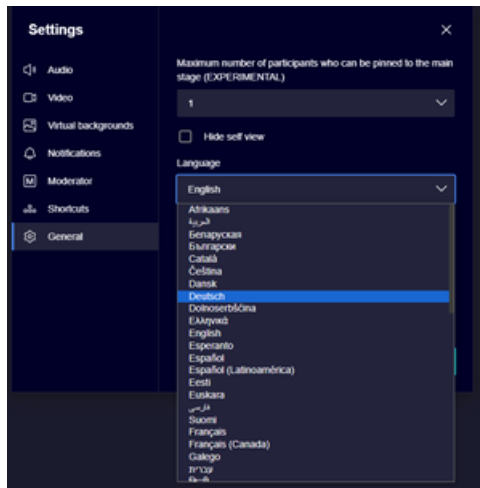 Settings
Audio
Video
Virtual backgrounds
Notifications
Moderator
Shortcuts
General
Maximum number of participants who can be pinned to the main
stage (EXPERIMENTAL)
1
Hide self view
Language
English
Afrikaans
العربية
Беларуская
Български
Català
Čeština
Dansk
Deutsch
Dolnoserbšćina
Ελληνικά
English
Esperanto
Español
Español (Latinoamérica)
Eesti
Euskara
فارسی
Suomi
Français
Français (Canada)
Galego
עברית